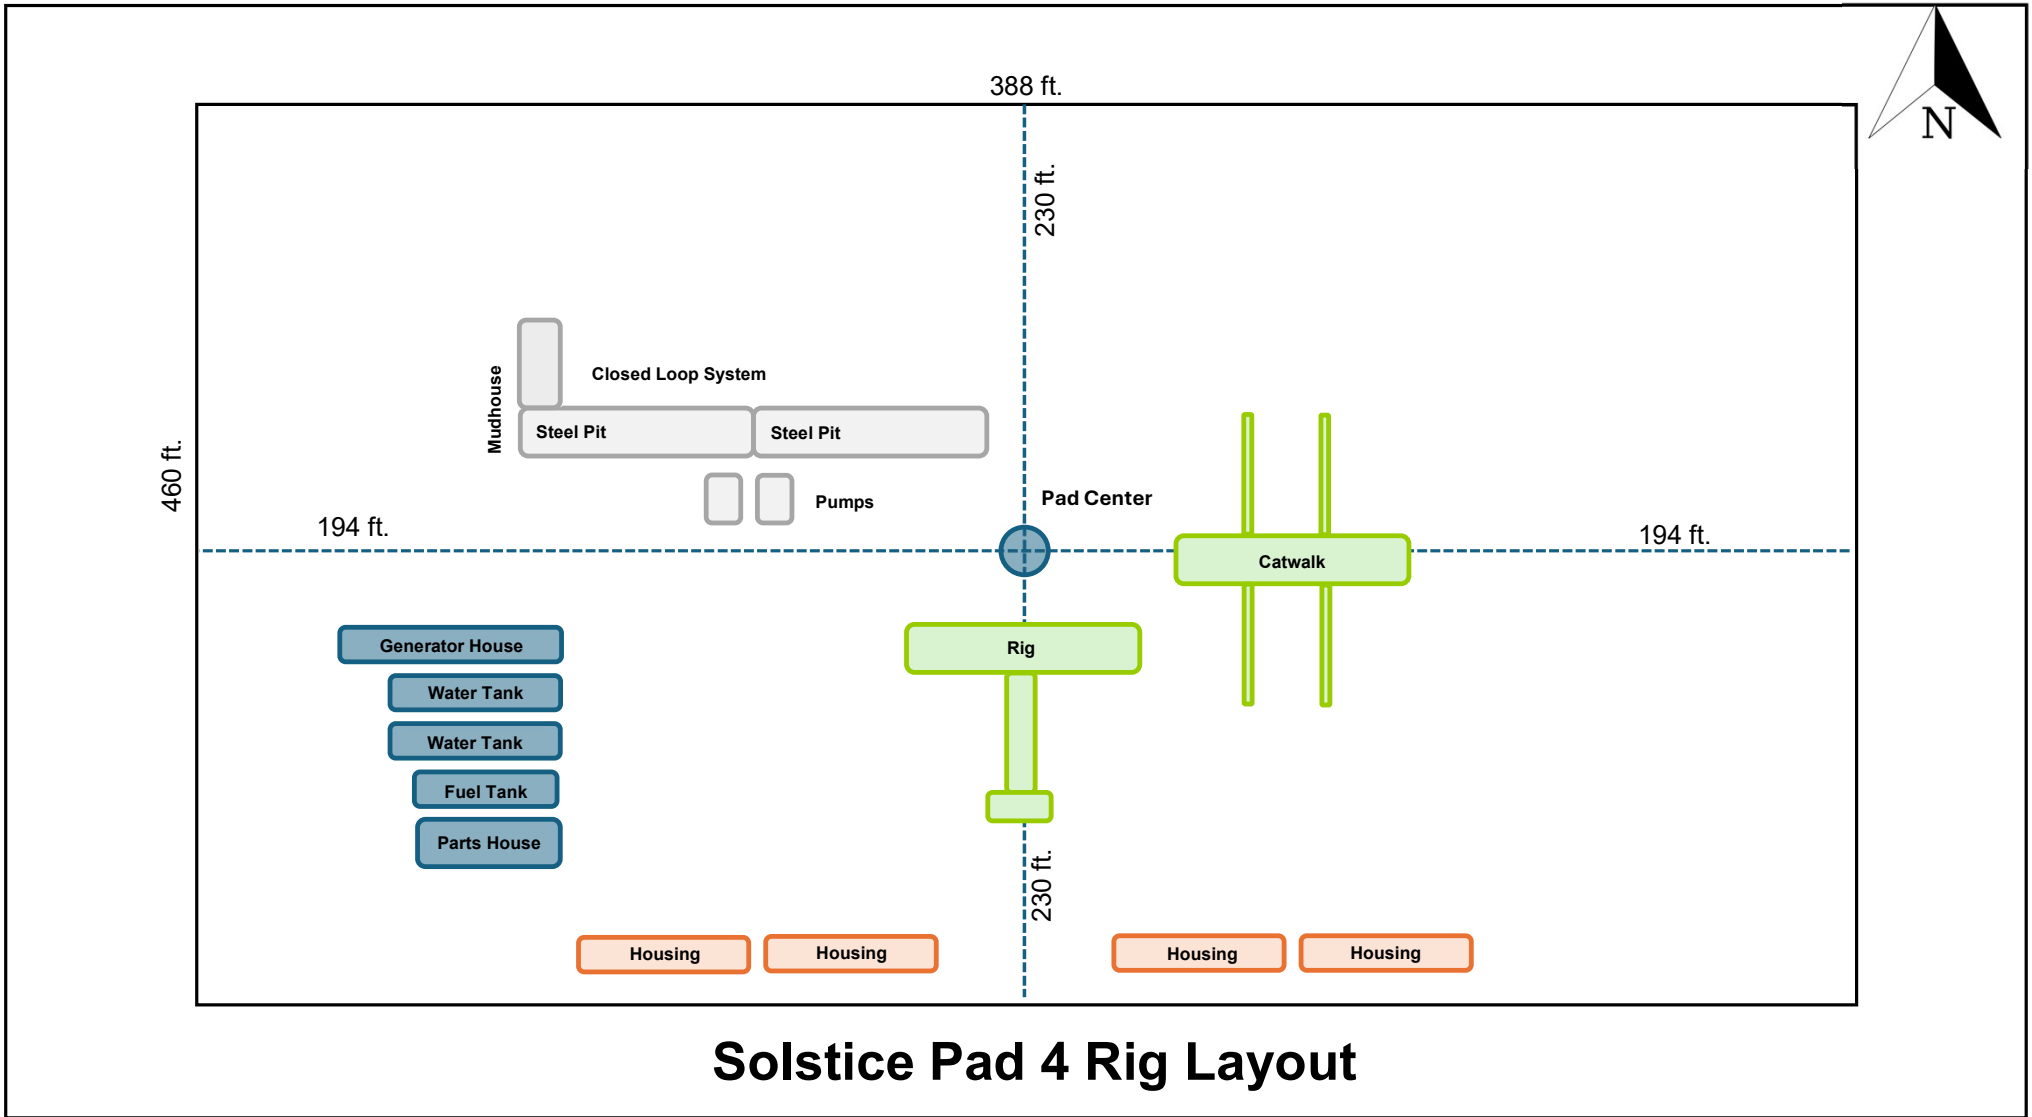 N
388 ft.
230 ft.
Closed Loop System
Mudhouse
Steel Pit
Steel Pit
460 ft.
Pumps
Pad Center
194 ft.
194 ft.
Catwalk
Generator House
Rig
Water Tank
Water Tank
Fuel Tank
Parts House
230 ft.
Housing
Housing
Housing
Housing
Solstice Pad 4 Rig Layout